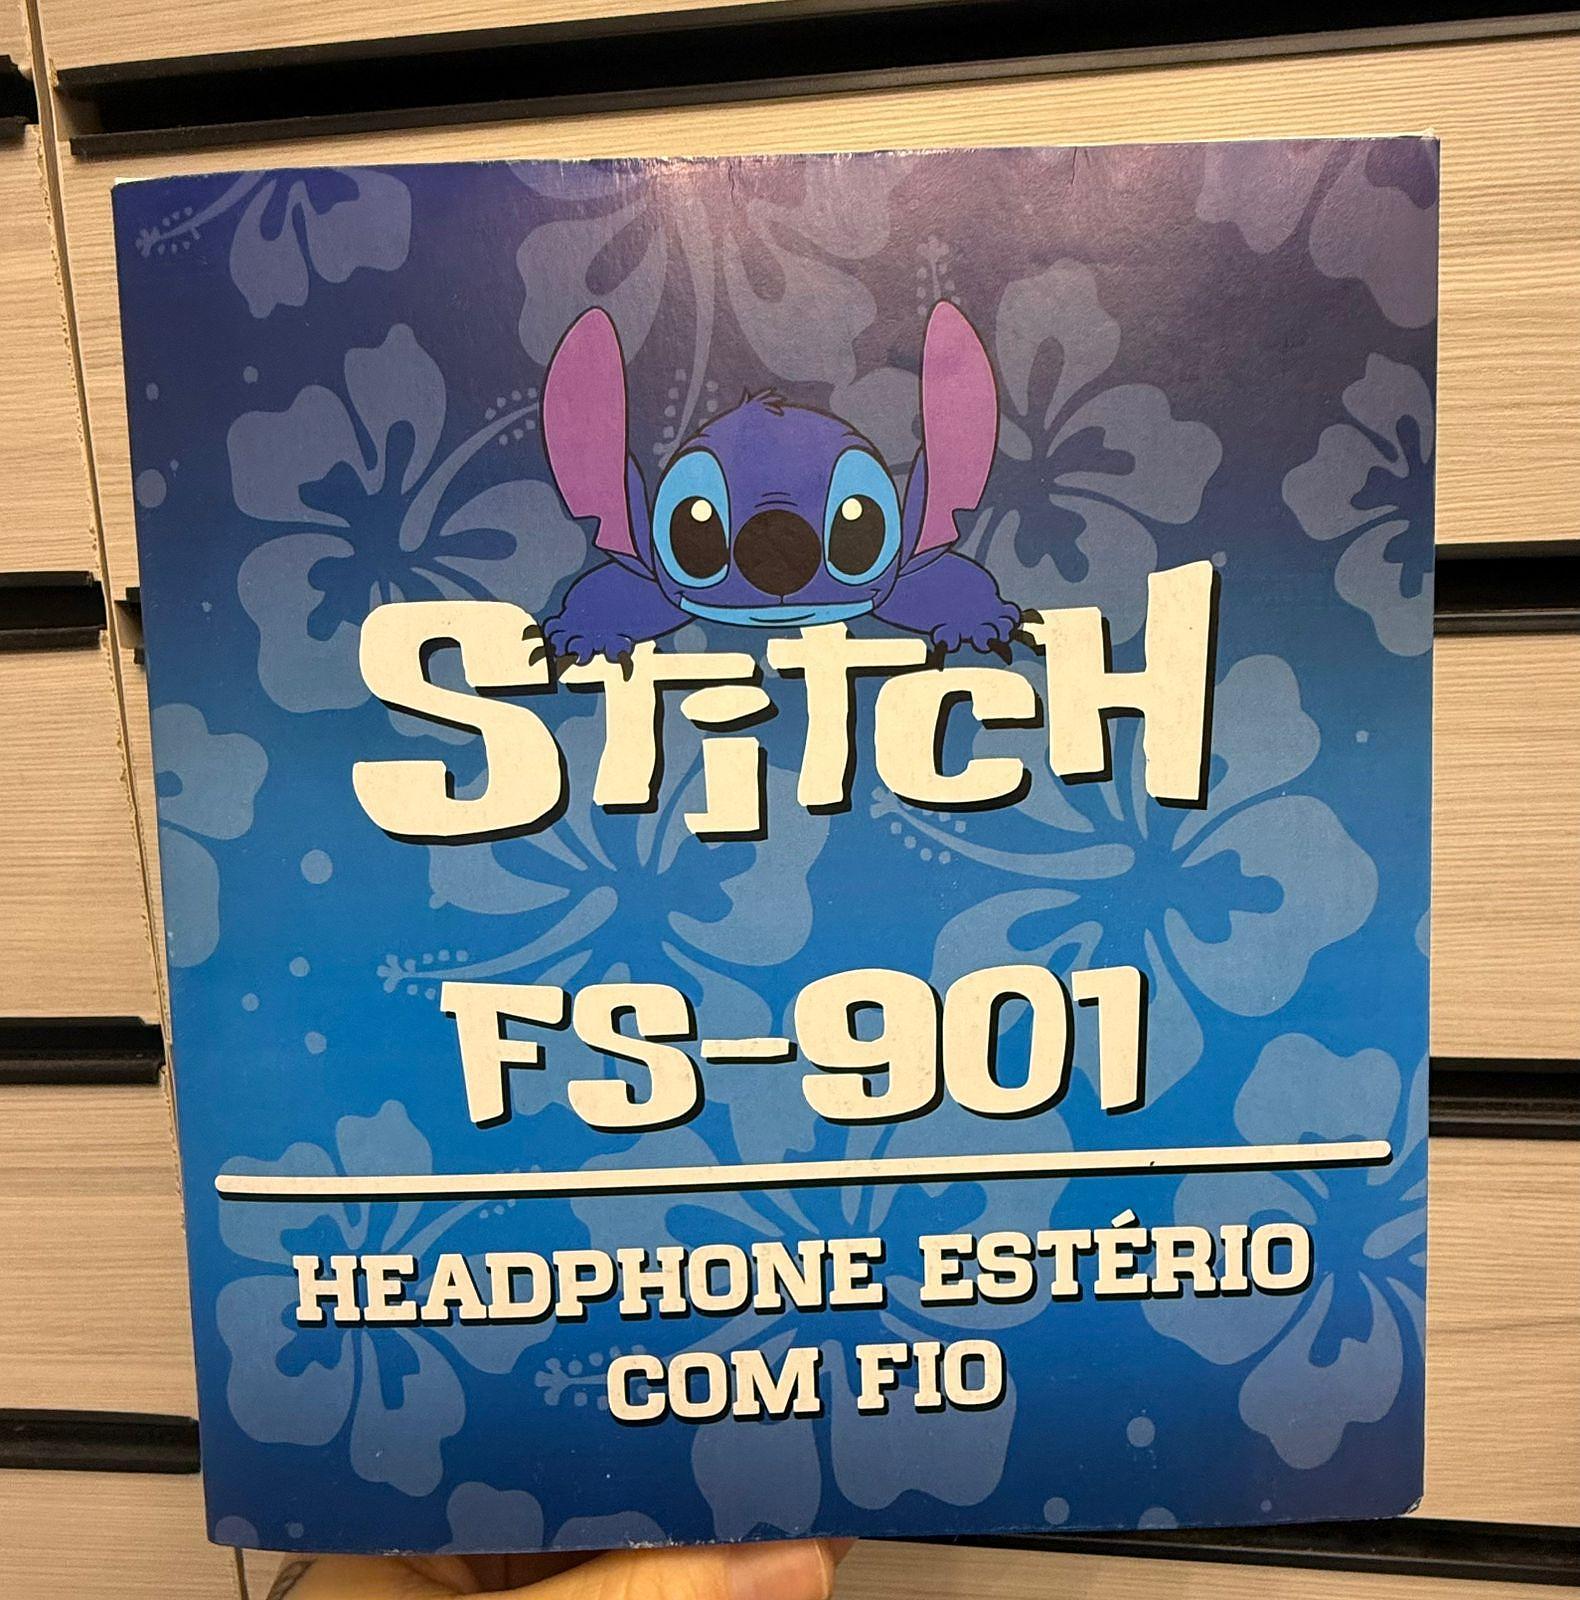 Stitch
FS-901
HEADPHONE ESTÉRIO
COM FIO